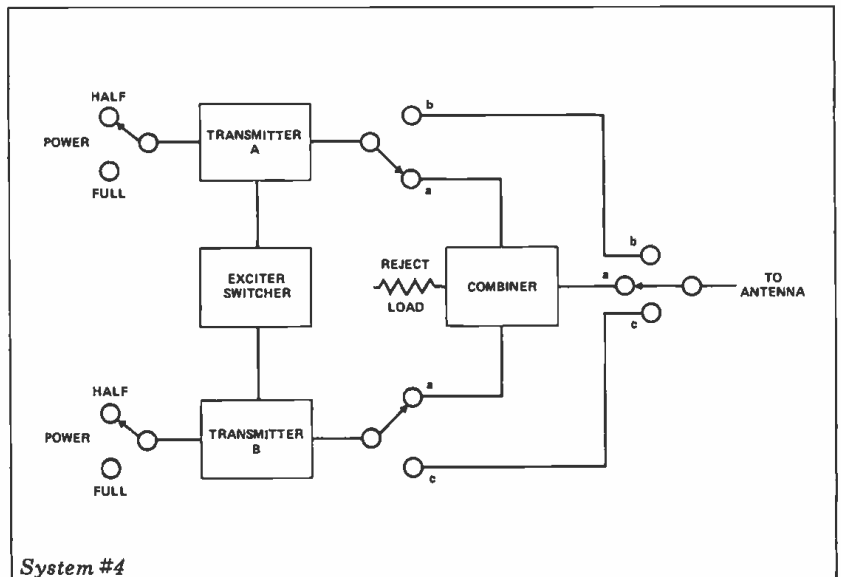 HALF
POWER
FULL
TRANSMITTER
A
b
a
EXCITER
SWITCHER
REJECT
LOAD
COMBINER
b
a
c
TO
ANTENNA
HALF
POWER
FULL
TRANSMITTER
B
a
c
System #4